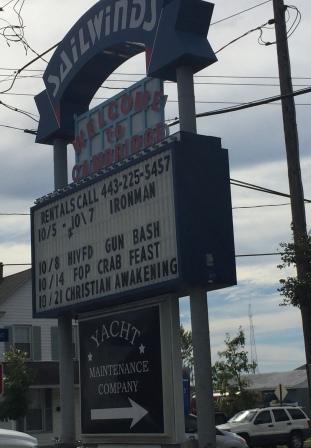 SAILWINDS
WELCOME
TO
CAMBRIDGE
RENTALS CALL 443-225-5457
10/5 - 10\7 IRONMAN
10/8 HIVFD GUN BASH
10/14 FOP CRAB FEAST
10/21 CHRISTIAN AWAKENING
YACHT
MAINTENANCE
COMPANY